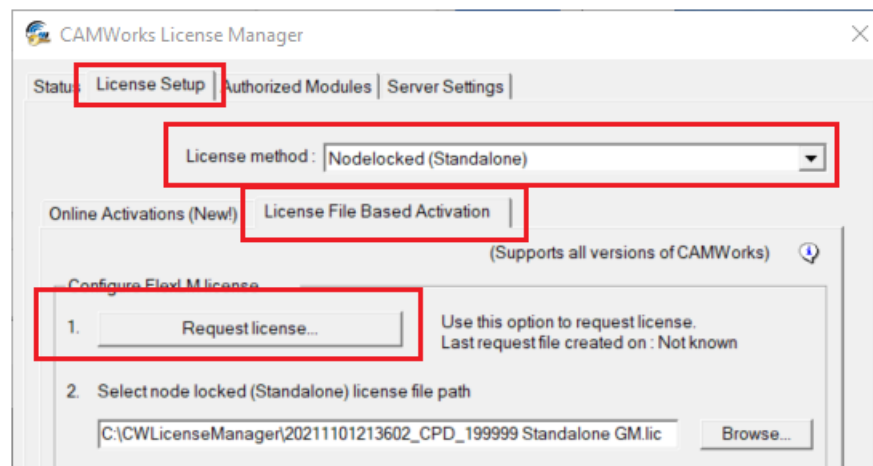 CAMWorks License Manager
Status License Setup Authorized Modules Server Settings
License method : Nodelocked (Standalone)
Online Activations (New!) License File Based Activation
(Supports all versions of CAMWorks)
Configure FlexLM license
1. Request license... Use this option to request license.
Last request file created on : Not known
2. Select node locked (Standalone) license file path
C:\CWLicenseManager\20211101213602_CPD_199999 Standalone GM.lic Browse...